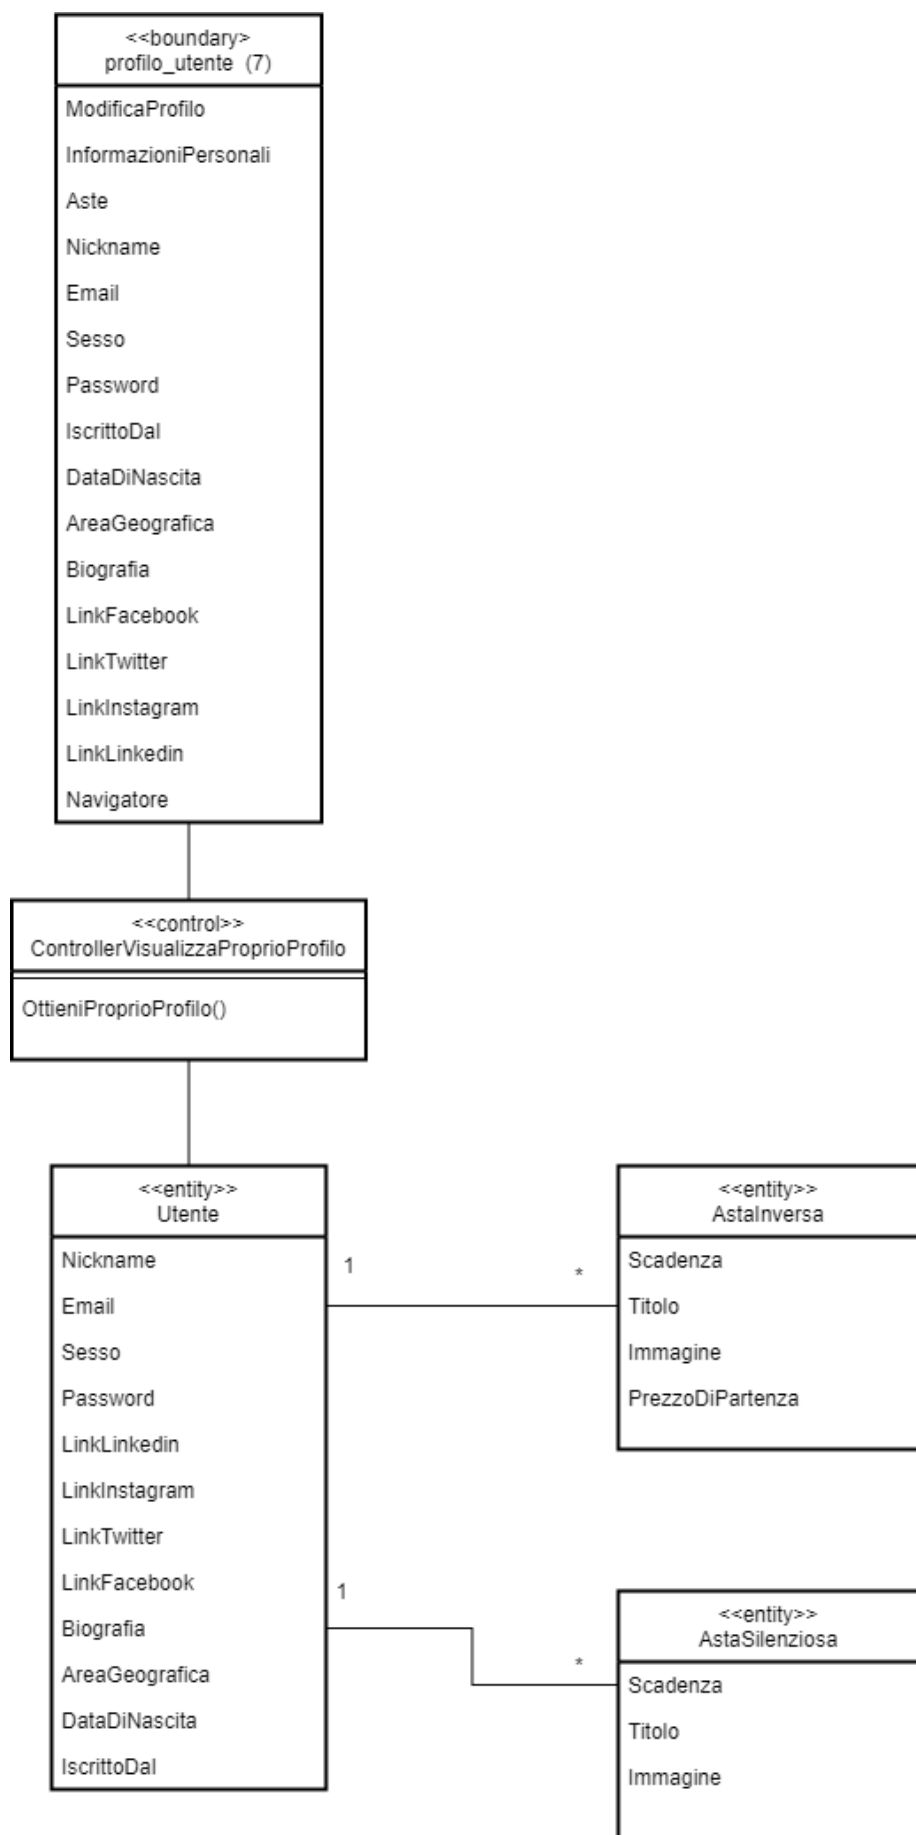 <<boundary>
profilo_utente (7)
ModificaProfilo
InformazioniPersonali
Aste
Nickname
Email
Sesso
Password
IscrittoDal
DataDiNascita
AreaGeografica
Biografia
LinkFacebook
LinkTwitter
LinkInstagram
LinkLinkedin
Navigatore
<<control>>
ControllerVisualizzaProprioProfilo
OttieniProprioProfilo()
<<entity>>
Utente
Nickname
Email
Sesso
Password
LinkLinkedin
LinkInstagram
LinkTwitter
LinkFacebook
Biografia
AreaGeografica
DataDiNascita
IscrittoDal
1
*
<<entity>>
AstaInversa
Scadenza
Titolo
Immagine
PrezzoDiPartenza
1
*
<<entity>>
AstaSilenziosa
Scadenza
Titolo
Immagine